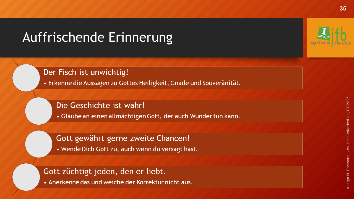 35
Auffrischende Erinnerung
jtb
Der Fisch ist unwichtig!
• Erkenne die Aussagen zu Gottes Heiligkeit, Gnade und Souveränität.
Die Geschichte ist wahr!
• Glaube an einen allmächtigen Gott, der auch Wunder tun kann.
Gott gewährt gerne zweite Chancen!
• Wende Dich Gott zu, auch wenn du versagt hast.
Gott züchtigt jeden, den er liebt.
• Anerkenne das und weiche der Korrektur nicht aus.